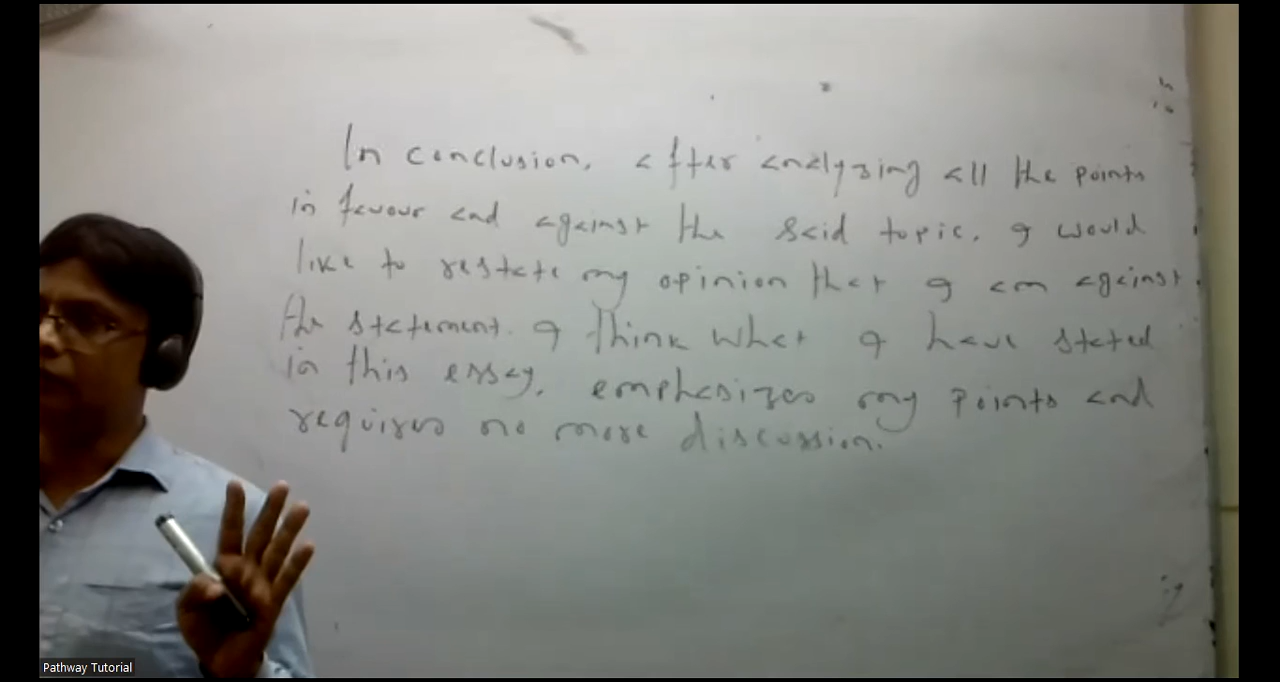 In conclusion, after analyzing all the points
in favour and against the said topic, I would
like to restate my opinion that I am against
the statement. I think what I have stated
in this essay, emphasizes my points and
requires no more discussion.
Pathway Tutorial